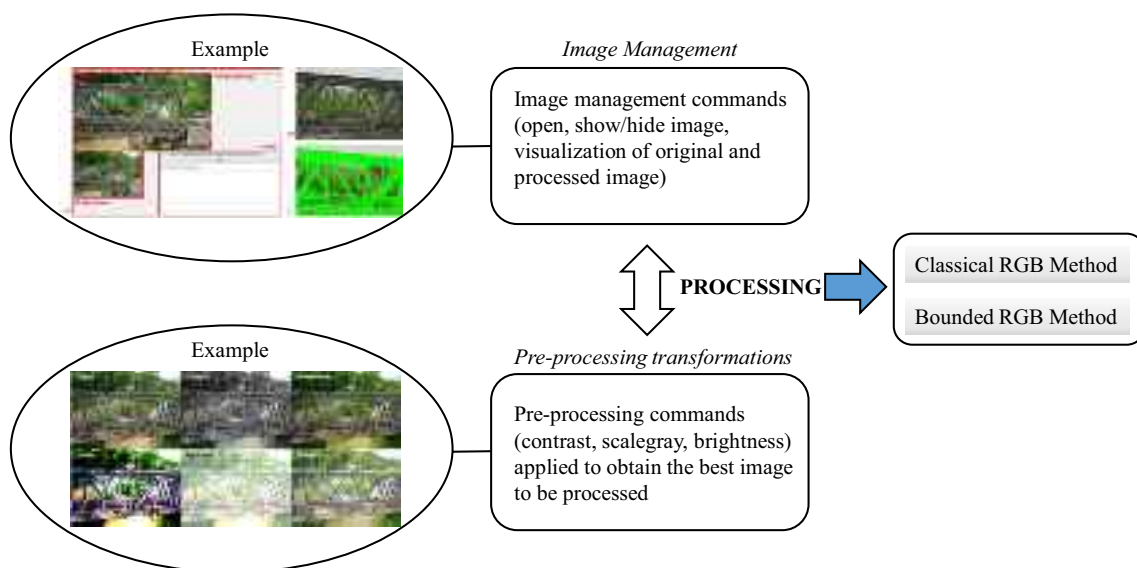 Example
Image Management
Image management commands
(open, show/hide image,
visualization of original and
processed image)
PROCESSING
Classical RGB Method
Bounded RGB Method
Example
Pre-processing transformations
Pre-processing commands
(contrast, scalegray, brightness)
applied to obtain the best image
to be processed